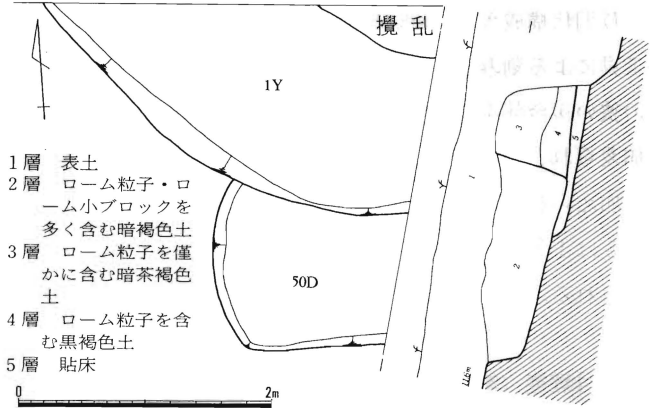 攪乱
1Y
1層 表土
2層 ローム粒子・ロ
ーム小ブロックを
多く含む暗褐色土
3層 ローム粒子を僅
かに含む暗茶褐色
土
4層 ローム粒子を含
む黒褐色土
5層 貼床
50D
1
2
3
4
5
0 2m